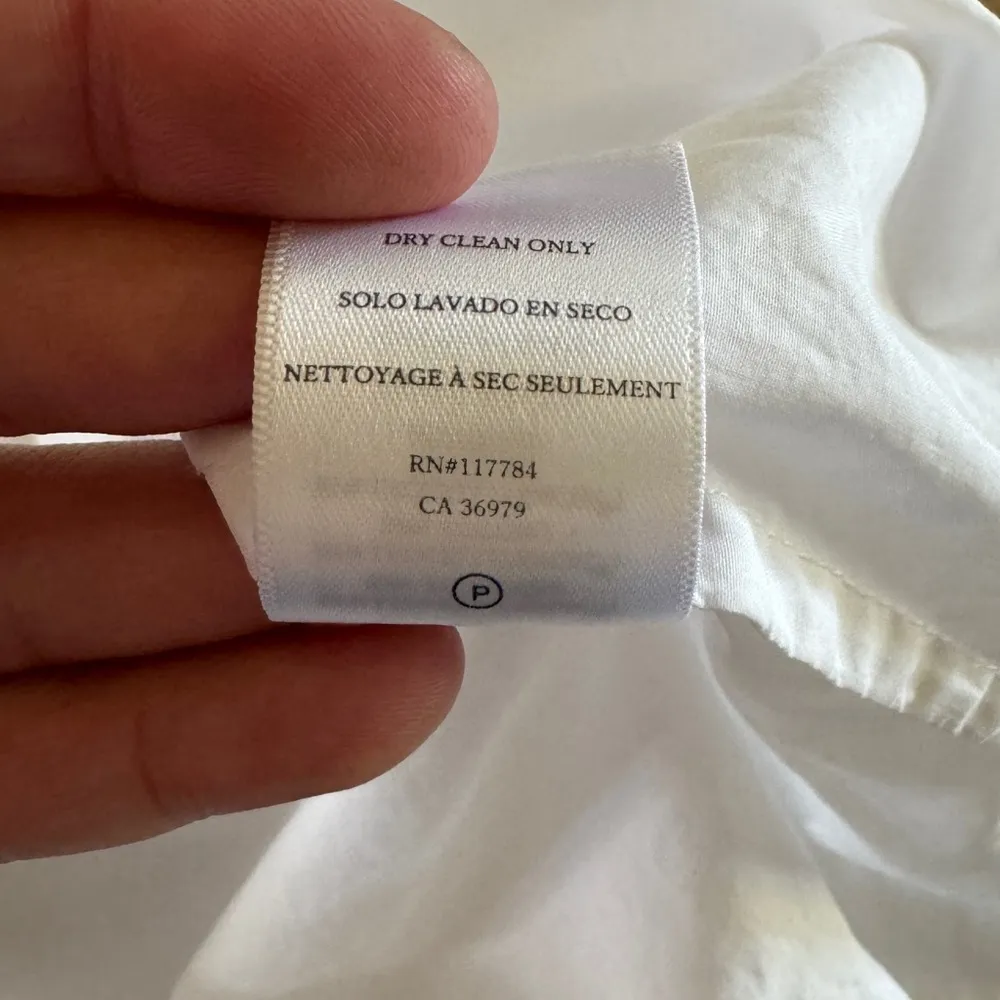 DRY CLEAN ONLY
SOLO LAVADO EN SECO
NETTOYAGE À SEC SEULEMENT
RN#117784
CA 36979
P